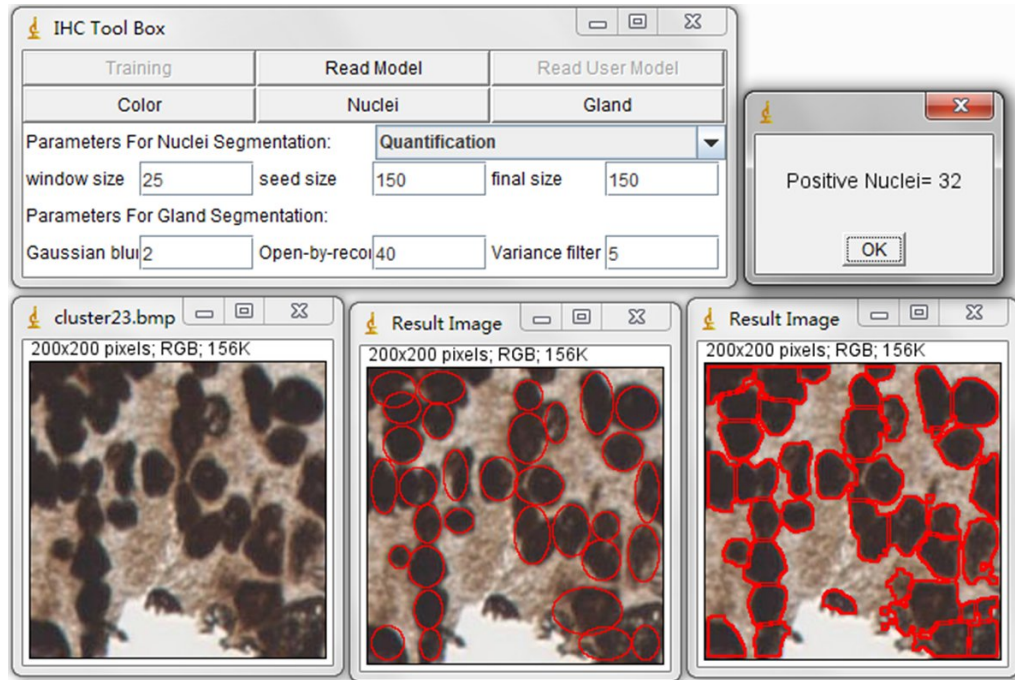 IHC Tool Box
Training Read Model Read User Model
Color Nuclei Gland
Parameters For Nuclei Segmentation: Quantification
window size 25 seed size 150 final size 150
Parameters For Gland Segmentation:
Gaussian blur 2 Open-by-recon 40 Variance filter 5
Positive Nuclei= 32
OK
cluster23.bmp
200x200 pixels; RGB; 156K
Result Image
200x200 pixels; RGB; 156K
Result Image
200x200 pixels; RGB; 156K